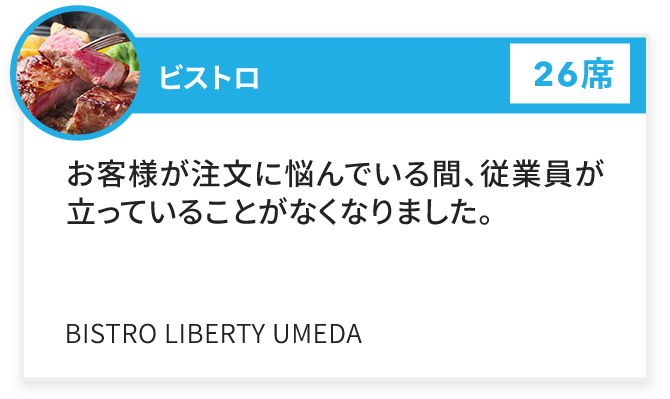 ビストロ
26席
お客様が注文に悩んでいる間、従業員が
立っていることがなくなりました。
BISTRO LIBERTY UMEDA